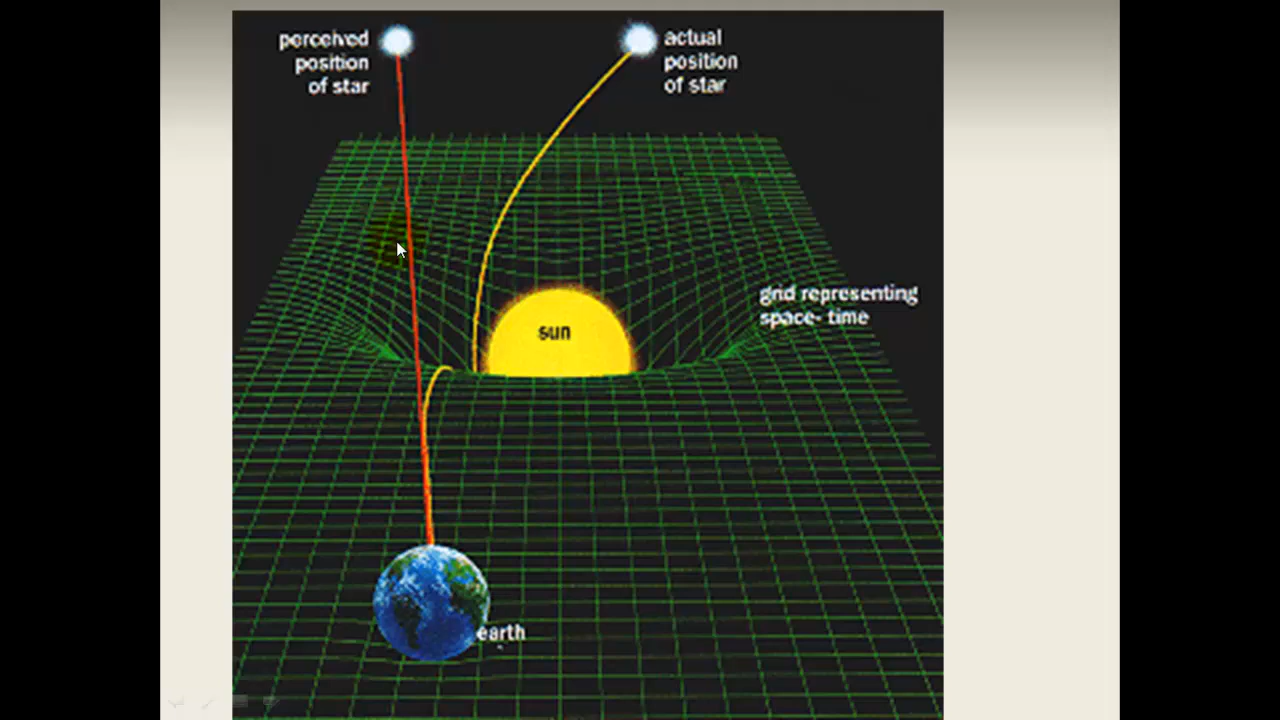 perceived
position
of star
actual
position
of star
grid representing
space- time
sun
earth